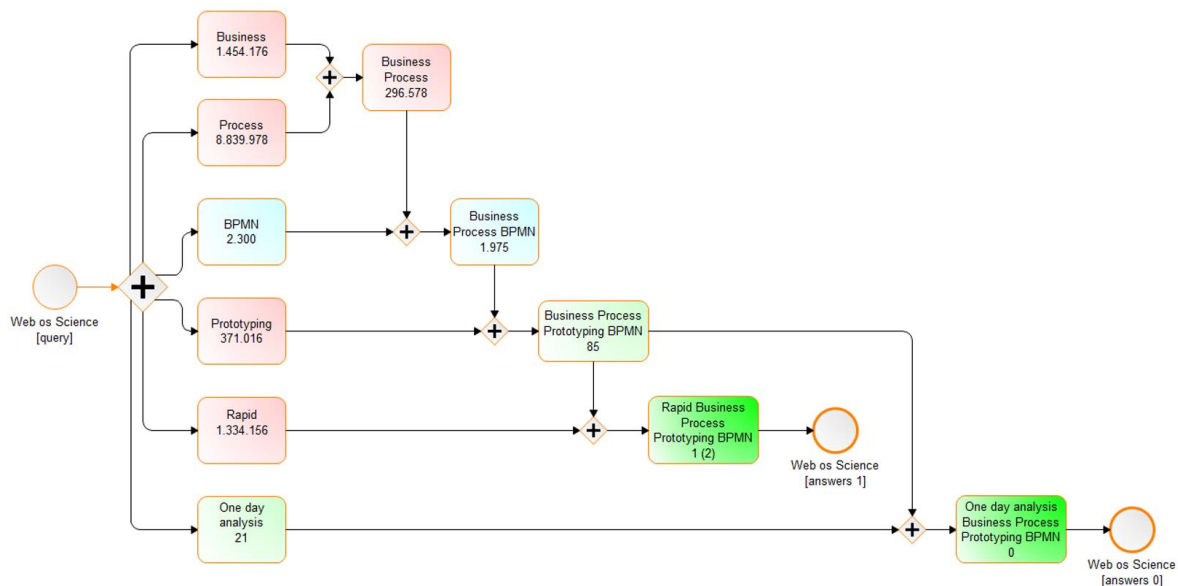 Business
1.454.176
Business
Process
296.578
Process
8.839.978
BPMN
2.300
Business
Process BPMN
1.975
Web os Science
[query]
Prototyping
371.016
Business Process
Prototyping BPMN
85
Rapid
1.334.156
Rapid Business
Process
Prototyping BPMN
1 (2)
Web os Science
[answers 1]
One day
analysis
21
One day analysis
Business Process
Prototyping BPMN
0
Web os Science
[answers 0]